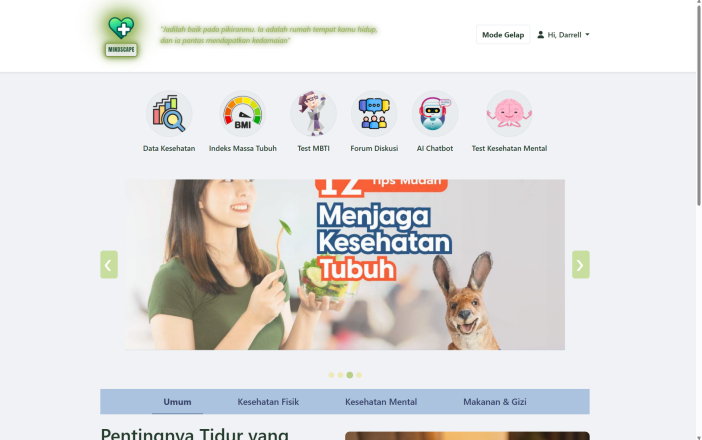 MINDSCAPE
"Jadilah baik pada pikiranmu. Ia adalah rumah tempat kamu hidup,
dan ia pantas mendapatkan kedamaian"
Mode Gelap
Hi, Darrell
BMI
Data Kesehatan
Indeks Massa Tubuh
Test MBTI
Forum Diskusi
AI Chatbot
Test Kesehatan Mental
12 Tips Mudah
Menjaga
Kesehatan
Tubuh
Umum
Kesehatan Fisik
Kesehatan Mental
Makanan & Gizi
Pentingnya Tidur yang